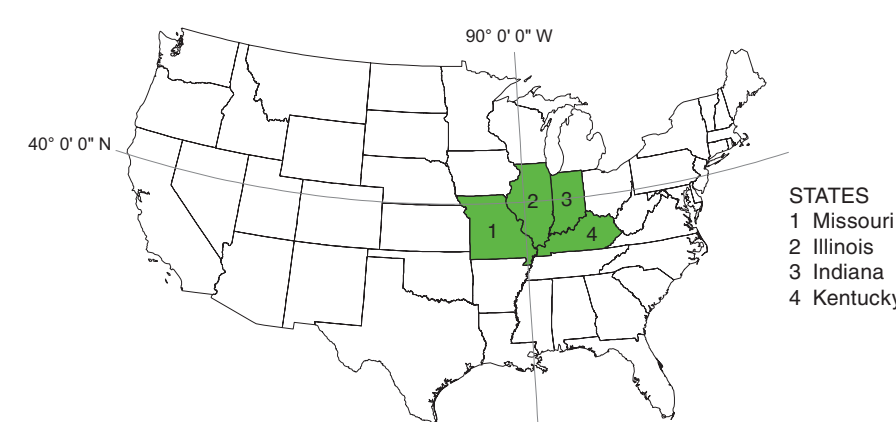 90° 0' 0" W
40° 0' 0" N
2
3
1
4
STATES
1 Missouri
2 Illinois
3 Indiana
4 Kentucky